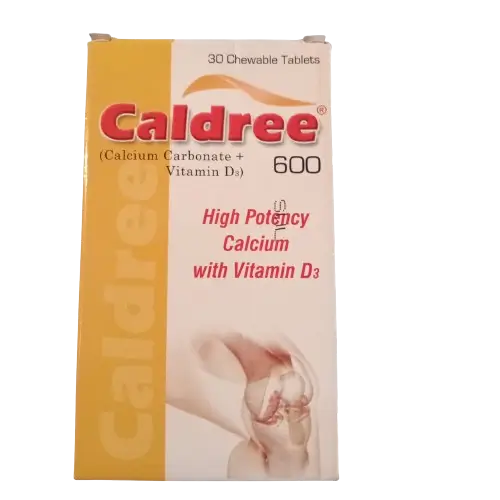 30 Chewable Tablets
Caldree®
(Calcium Carbonate +
Vitamin D3)
600
High Potency
Calcium
with Vitamin D3
Caldree